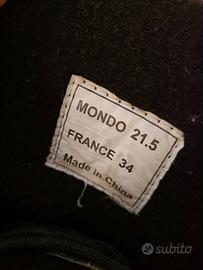 MONDO 21.5
FRANCE 34
Made in China
subito